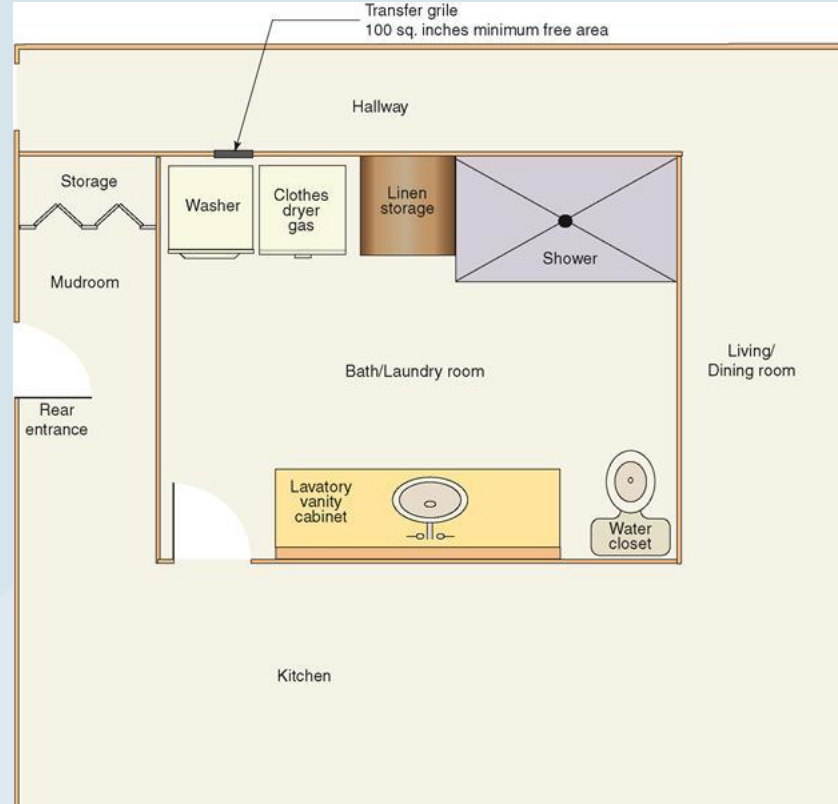 Transfer grile
100 sq. inches minimum free area
Hallway
Storage
Washer
Clothes
dryer
gas
Linen
storage
Shower
Mudroom
Bath/Laundry room
Living/
Dining room
Rear
entrance
Lavatory
vanity
cabinet
Water
closet
Kitchen